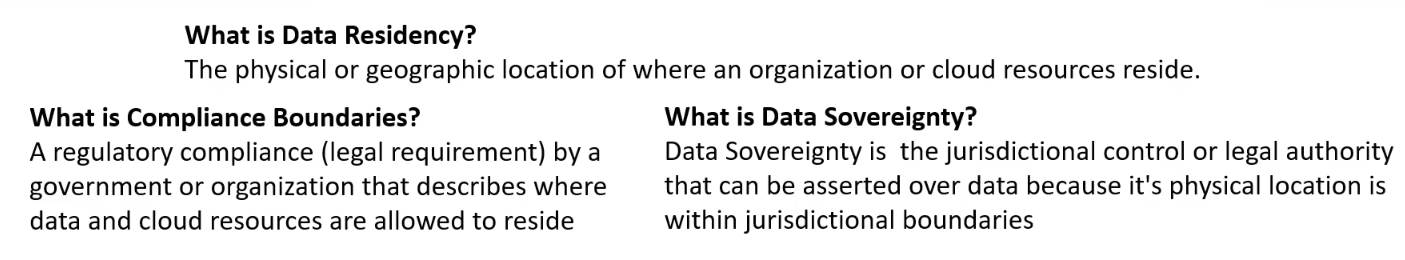 What is Data Residency?
The physical or geographic location of where an organization or cloud resources reside.
What is Compliance Boundaries?
A regulatory compliance (legal requirement) by a
government or organization that describes where
data and cloud resources are allowed to reside
What is Data Sovereignty?
Data Sovereignty is  the jurisdictional control or legal authority
that can be asserted over data because it's physical location is
within jurisdictional boundaries